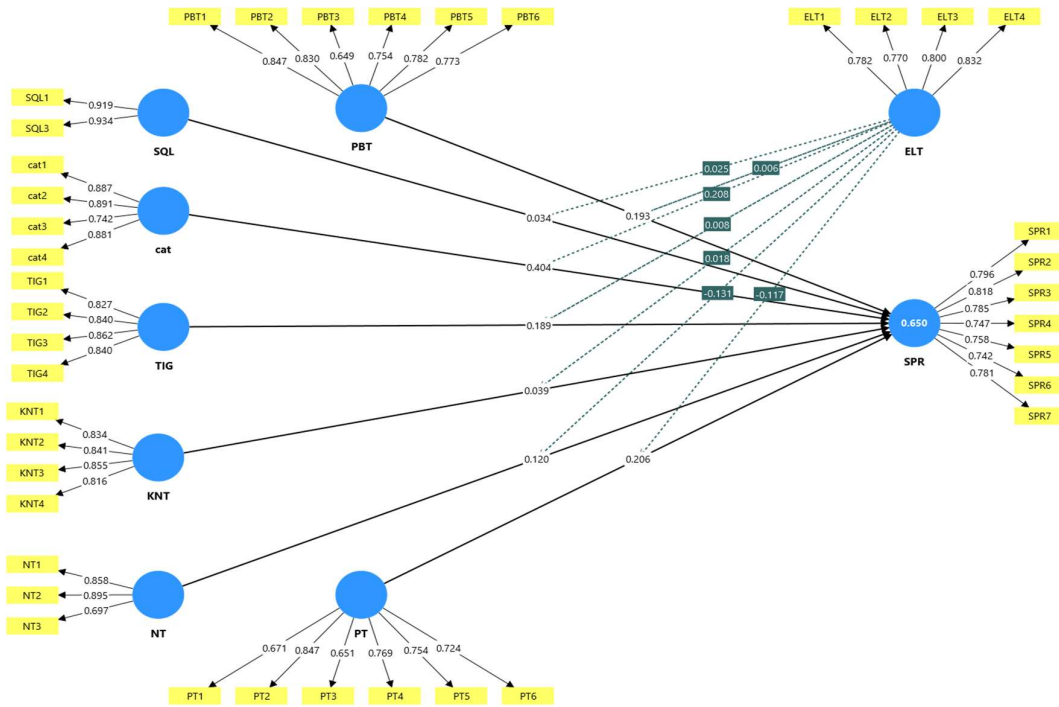 PBT1 PBT2 PBT3 PBT4 PBT5 PBT6
0.847 0.830 0.649 0.754 0.782 0.773
PBT
ELT1 ELT2 ELT3 ELT4
0.782 0.770 0.800 0.832
ELT
SQL1
SQL3
0.919
0.934
SQL
cat1
cat2
cat3
cat4
0.887
0.891
0.742
0.881
cat
TIG1
TIG2
TIG3
TIG4
0.827
0.840
0.862
0.840
TIG
KNT1
KNT2
KNT3
KNT4
0.834
0.841
0.855
0.816
KNT
NT1
NT2
NT3
0.858
0.895
0.697
NT
0.025 0.006
0.208
0.034 0.193
0.008
0.018
0.404
-0.131 -0.117
0.189
0.039
0.120 0.206
0.650
SPR
0.796
0.818
0.785
0.747
0.758
0.742
0.781
SPR1
SPR2
SPR3
SPR4
SPR5
SPR6
SPR7
PT
0.671 0.847 0.651 0.769 0.754 0.724
PT1 PT2 PT3 PT4 PT5 PT6